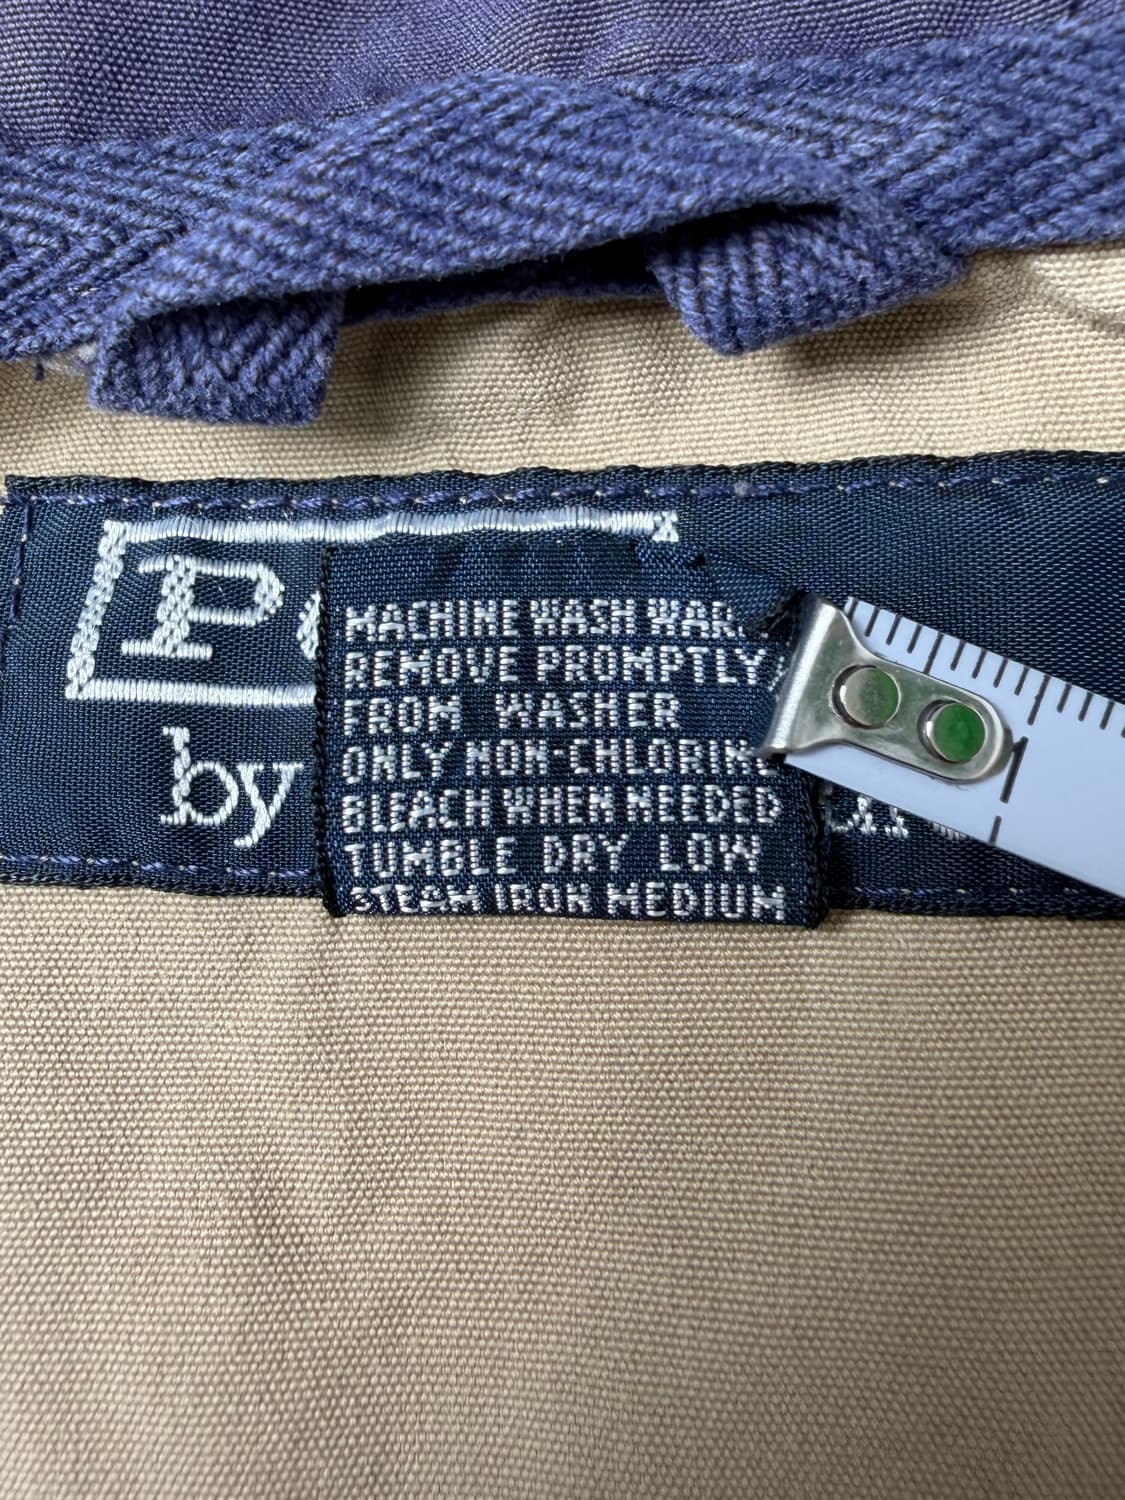 P
by
MACHINE WASH WAR
REMOVE PROMPTLY
FROM WASHER
ONLY NON-CHLORINE
BLEACH WHEN NEEDED
TUMBLE DRY LOW
STEAM IRON MEDIUM
1